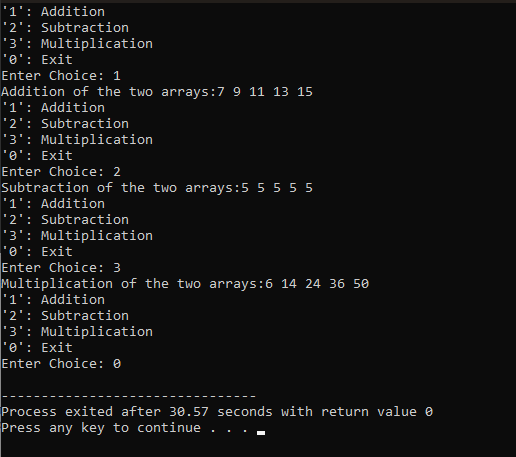 '1': Addition
'2': Subtraction
'3': Multiplication
'0': Exit
Enter Choice: 1
Addition of the two arrays:7 9 11 13 15
'1': Addition
'2': Subtraction
'3': Multiplication
'0': Exit
Enter Choice: 2
Subtraction of the two arrays:5 5 5 5 5
'1': Addition
'2': Subtraction
'3': Multiplication
'0': Exit
Enter Choice: 3
Multiplication of the two arrays:6 14 24 36 50
'1': Addition
'2': Subtraction
'3': Multiplication
'0': Exit
Enter Choice: 0
--------------------------------
Process exited after 30.57 seconds with return value 0
Press any key to continue . . .